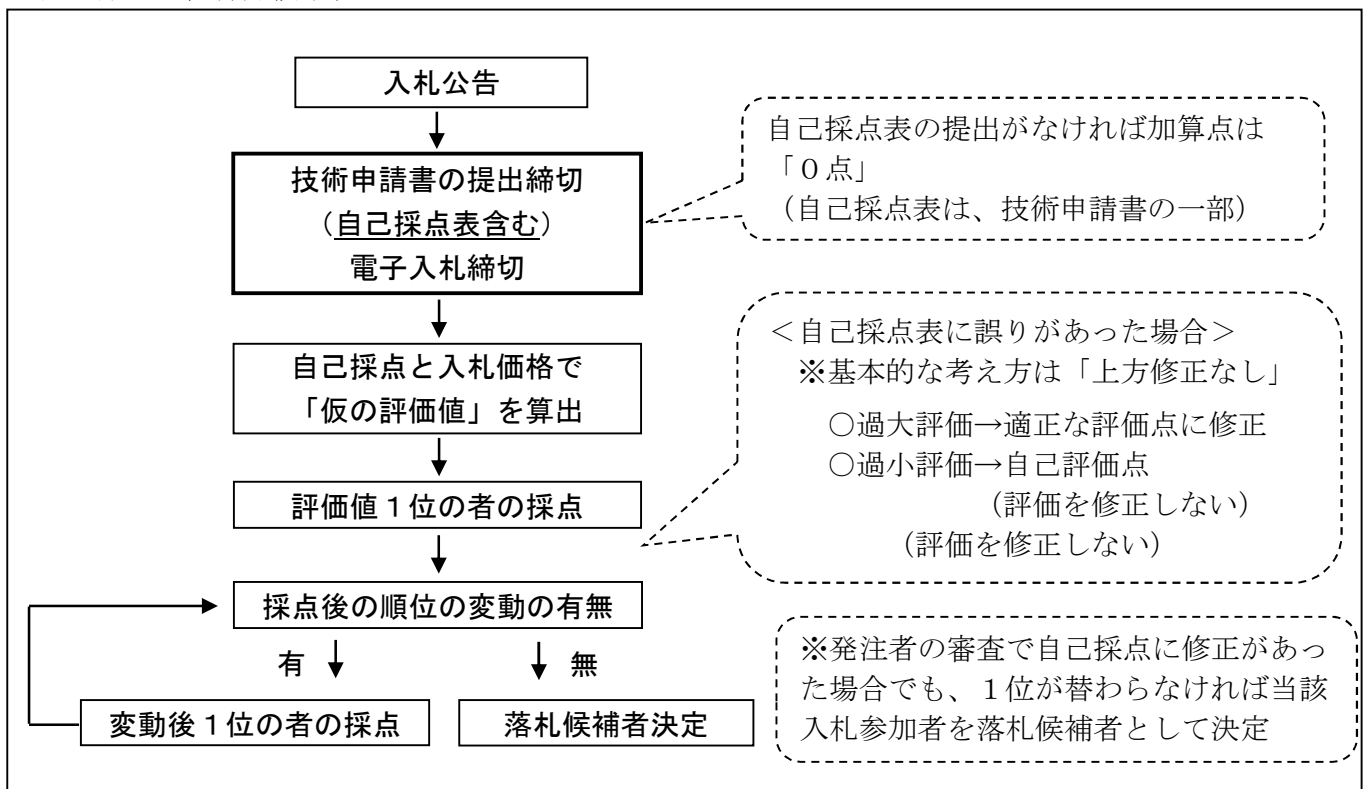 入札公告
自己採点表の提出がなければ加算点は
「０点」
（自己採点表は、技術申請書の一部）
技術申請書の提出締切
（自己採点表含む）
電子入札締切
＜自己採点表に誤りがあった場合＞
※基本的な考え方は「上方修正なし」
○過大評価→適正な評価点に修正
○過小評価→自己評価点
（評価を修正しない）
（評価を修正しない）
自己採点と入札価格で
「仮の評価値」を算出
評価値１位の者の採点
採点後の順位の変動の有無
有
無
変動後１位の者の採点
落札候補者決定
※発注者の審査で自己採点に修正があっ
た場合でも、１位が替わらなければ当該
入札参加者を落札候補者として決定